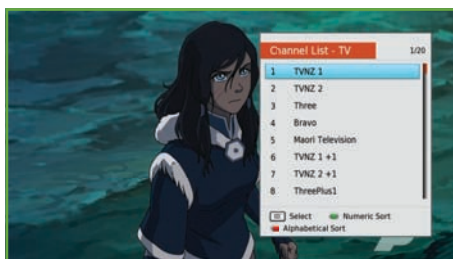 Channel List - TV 1/20
1 TVNZ 1
2 TVNZ 2
3 Three
4 Bravo
5 Maori Television
6 TVNZ 1 +1
7 TVNZ 2 +1
8 ThreePlus1
Select Numeric Sort
Alphabetical Sort